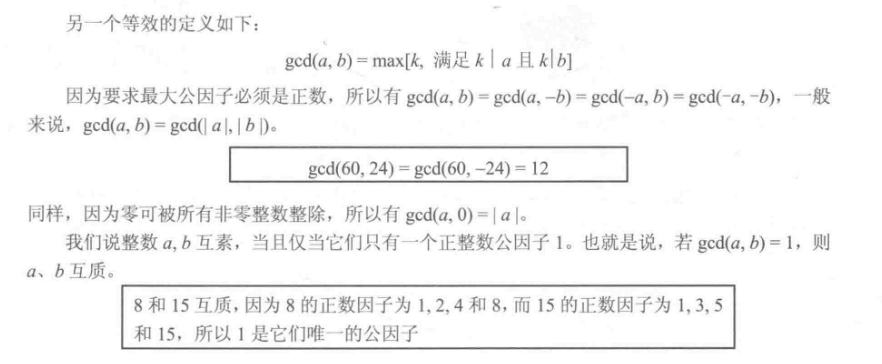 另一个等效的定义如下：
gcd(a, b) = max[k, 满足 k | a 且 k|b]
因为要求最大公因子必须是正数，所以有 gcd(a, b) = gcd(a, –b) = gcd(–a, b) = gcd(–a, –b)，一般
来说，gcd(a, b) = gcd(| a |, | b |)。
gcd(60, 24) = gcd(60, –24) = 12
同样，因为零可被所有非零整数整除，所以有 gcd(a, 0) = | a |。
我们说整数 a, b 互素，当且仅当它们只有一个正整数公因子 1。也就是说，若 gcd(a, b) = 1，则
a、b 互质。
8 和 15 互质，因为 8 的正数因子为 1, 2, 4 和 8，而 15 的正数因子为 1, 3, 5
和 15，所以 1 是它们唯一的公因子